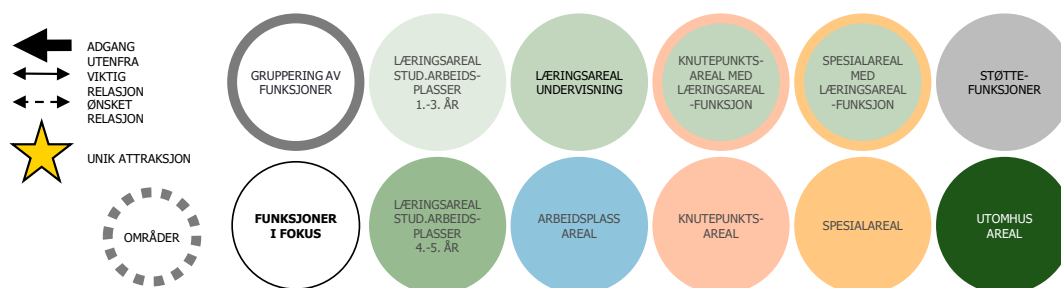 ADGANG
UTENFRA
VIKTIG
RELASJON
ØNSKET
RELASJON
UNIK ATTRAKSJON
OMRÅDER
GRUPPERING AV
FUNKSJONER
LÆRINGSAREAL
STUD.ARBEIDS-
PLASSER
1.-3. ÅR
LÆRINGSAREAL
UNDERVISNING
KNUTEPUNKTS-
AREAL MED
LÆRINGSAREAL
-FUNKSJON
SPESIALAREAL
MED
LÆRINGSAREAL
-FUNKSJON
STØTTE-
FUNKSJONER
FUNKSJONER
I FOKUS
LÆRINGSAREAL
STUD.ARBEIDS-
PLASSER
4.-5. ÅR
ARBEIDSPLASS
AREAL
KNUTEPUNKTS-
AREAL
SPESIALAREAL
UTOMHUS
AREAL